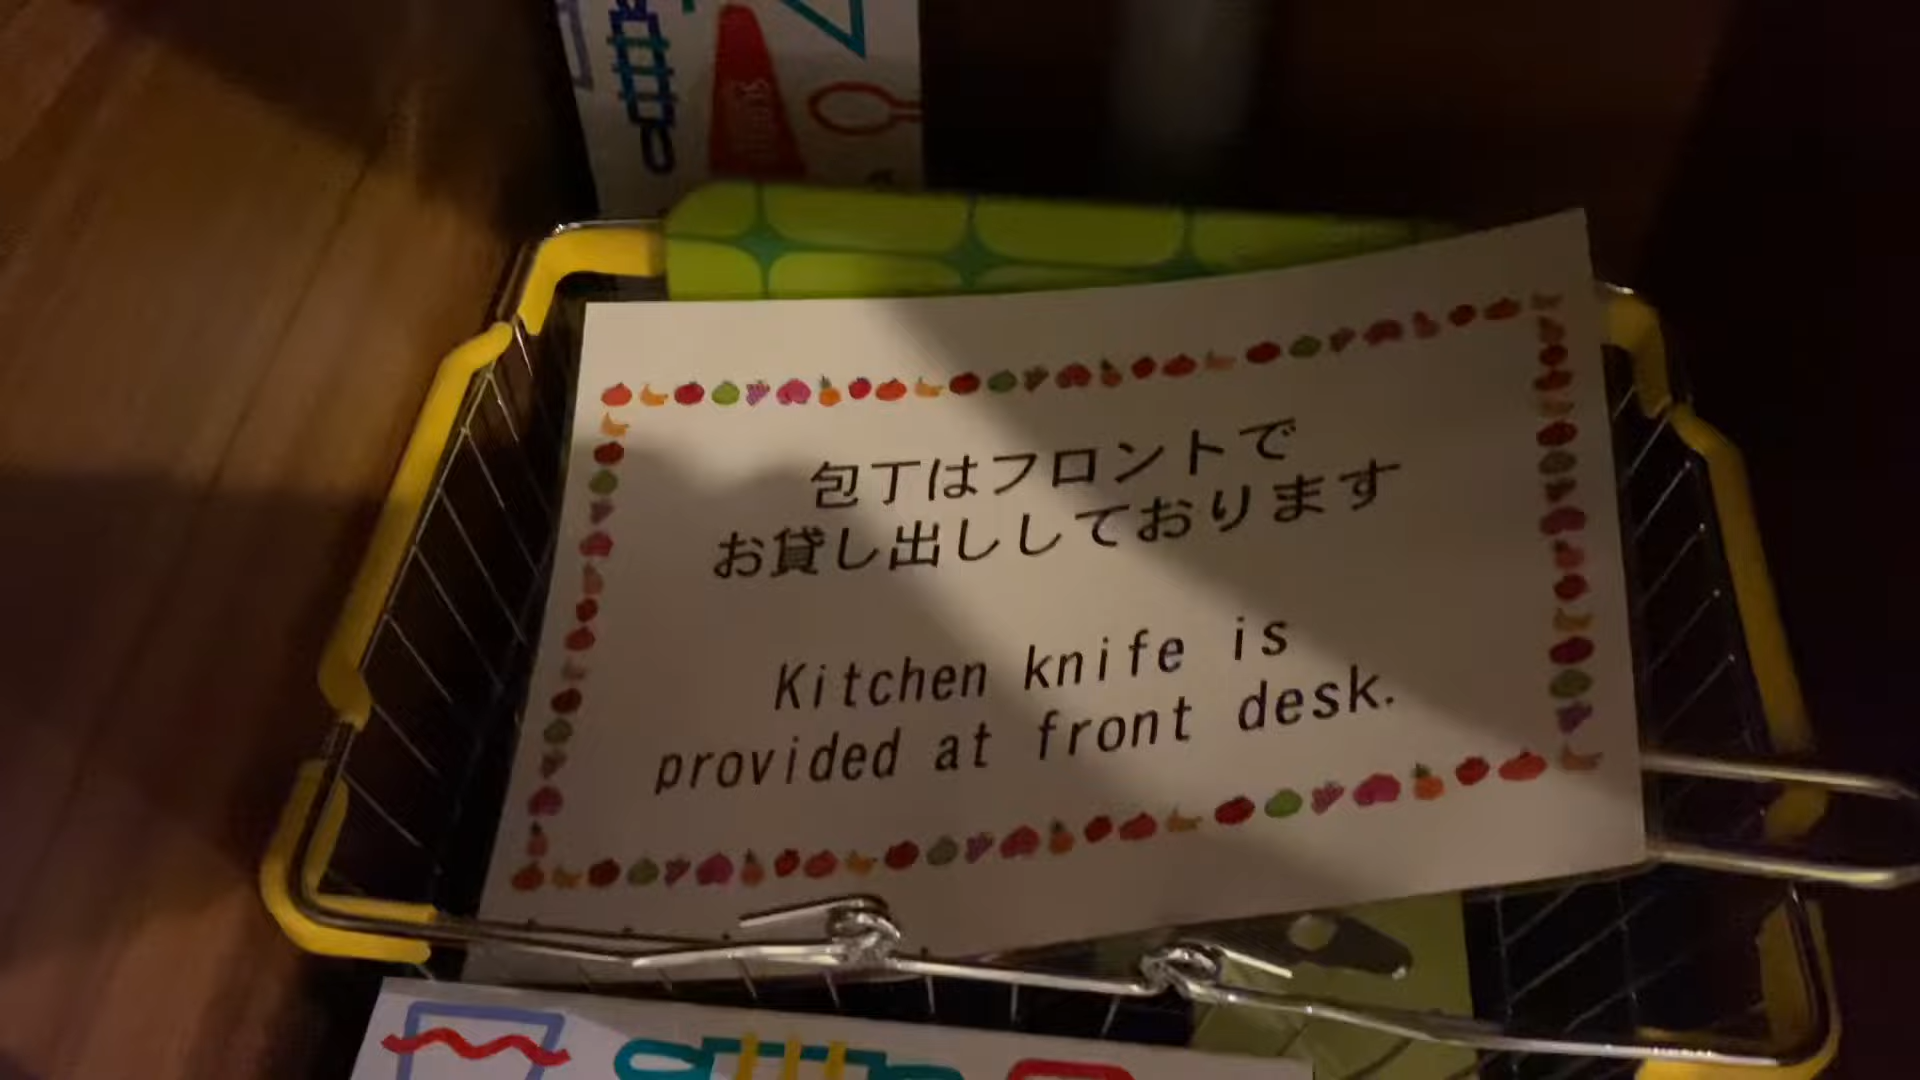 包丁はフロントで
お貸し出ししております
Kitchen knife is
provided at front desk.